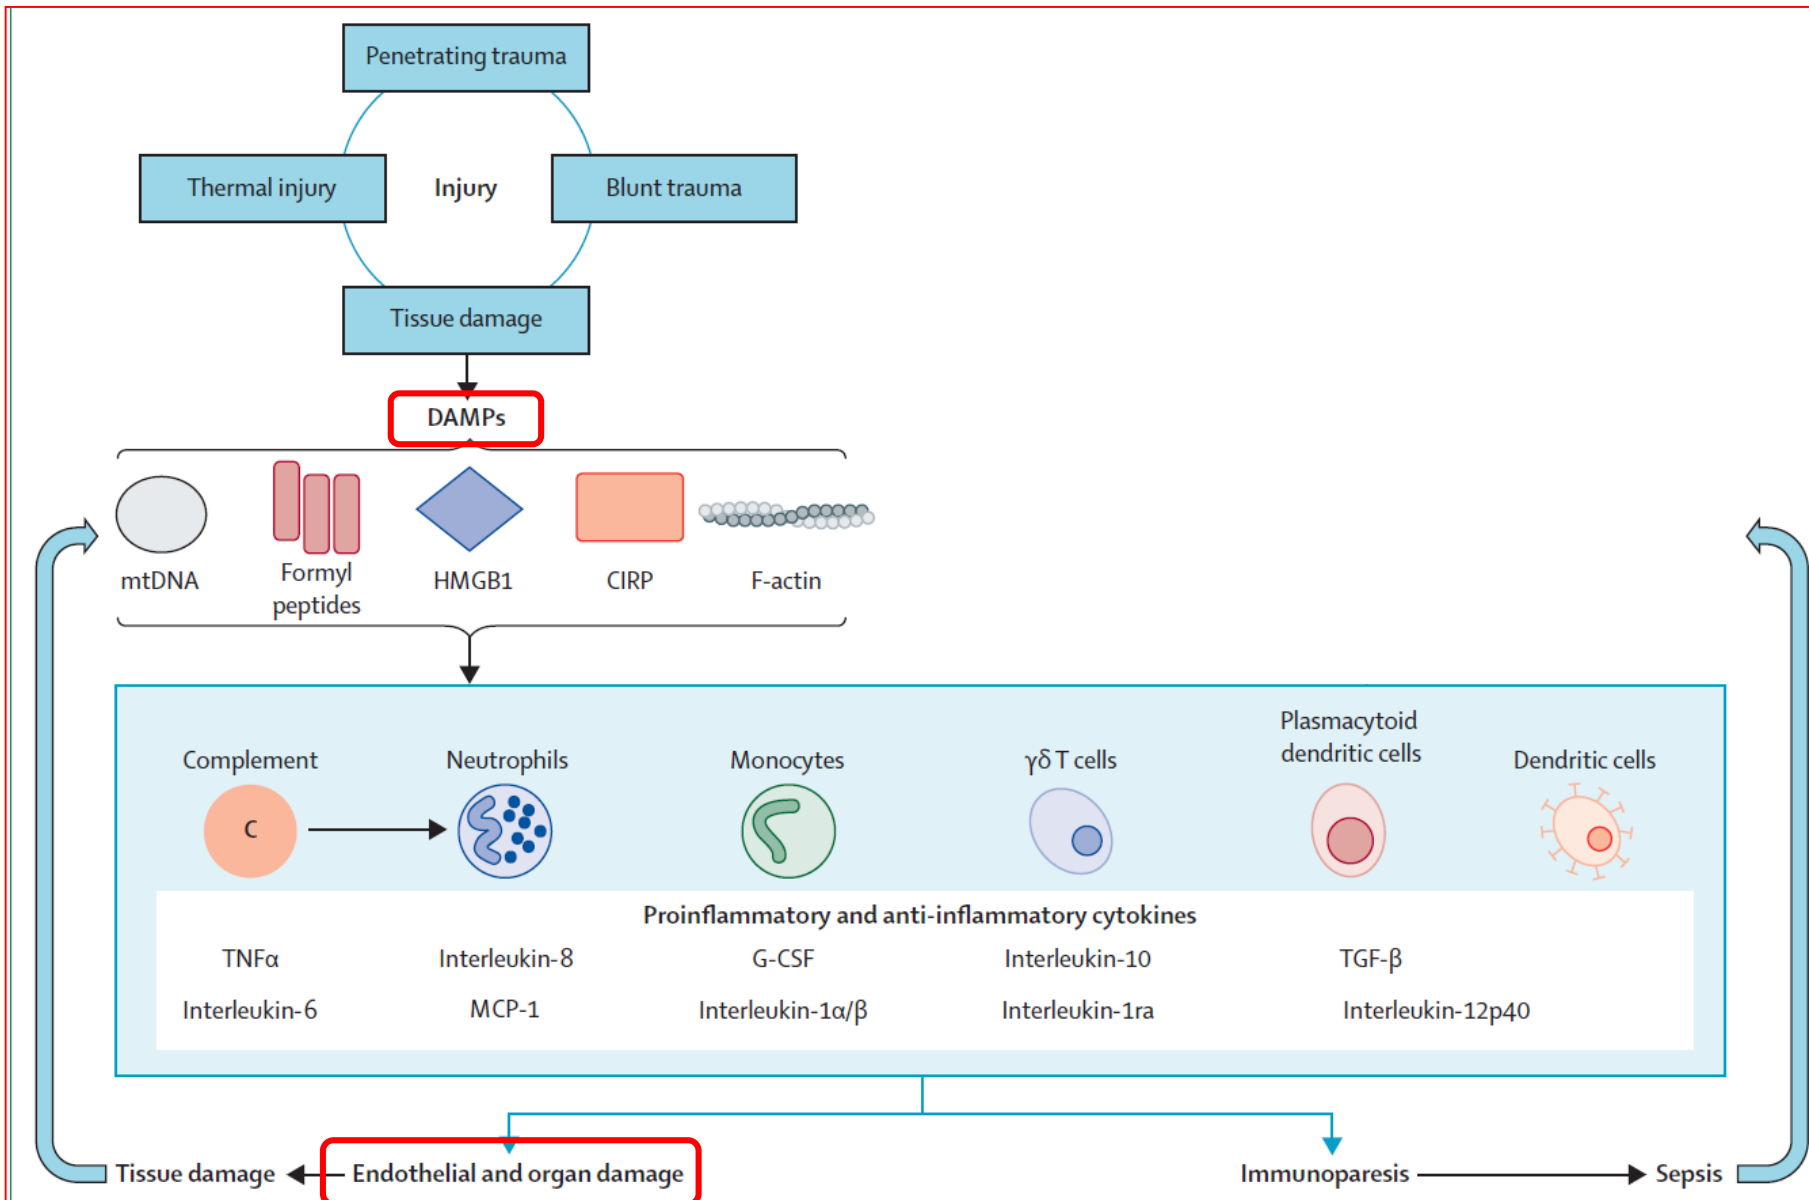 Penetrating trauma
Thermal injury
Injury
Blunt trauma
Tissue damage
DAMPs
mtDNA
Formyl
peptides
HMGB1
CIRP
F-actin
Complement
Neutrophils
Monocytes
γδ T cells
Plasmacytoid
dendritic cells
Dendritic cells
C
Proinflammatory and anti-inflammatory cytokines
TNFα
Interleukin-8
G-CSF
Interleukin-10
TGF-β
Interleukin-6
MCP-1
Interleukin-1α/β
Interleukin-1ra
Interleukin-12p40
Tissue damage
Endothelial and organ damage
Immunoparesis
Sepsis